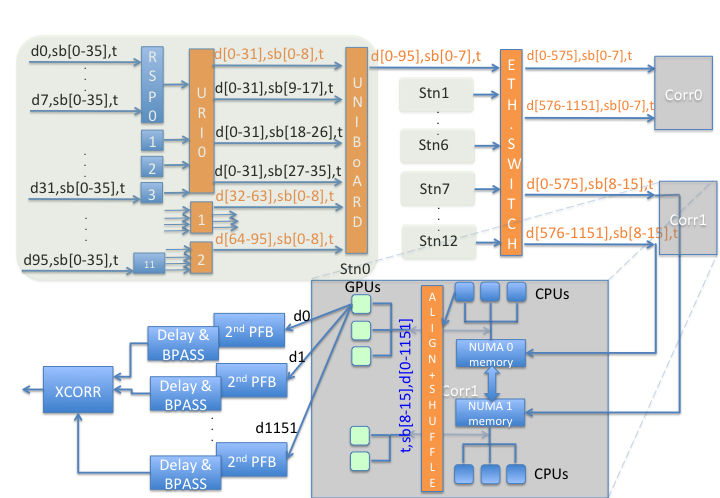 d0,sb[0-35],t
d7,sb[0-35],t
d31,sb[0-35],t
d95,sb[0-35],t
RSP0
1
2
3
11
URI0
1
2
d[0-31],sb[0-8],t
d[0-31],sb[9-17],t
d[0-31],sb[18-26],t
d[0-31],sb[27-35],t
d[32-63],sb[0-8],t
d[64-95],sb[0-8],t
UNIBoARD
Stn0
d[0-95],sb[0-7],t
Stn1
Stn6
Stn7
Stn12
ETH.SWITCH
d[0-575],sb[0-7],t
d[576-1151],sb[0-7],t
d[0-575],sb[8-15],t
d[576-1151],sb[8-15],t
Corr0
Corr1
GPUs
CPUs
ALIGN+SHUFFLE
t,sb[8-15],d[0-1151]
NUMA 0
memory
Corr1
NUMA 1
memory
CPUs
d0
d1
d1151
2nd PFB
Delay &
BPASS
2nd PFB
Delay &
BPASS
2nd PFB
Delay &
BPASS
XCORR